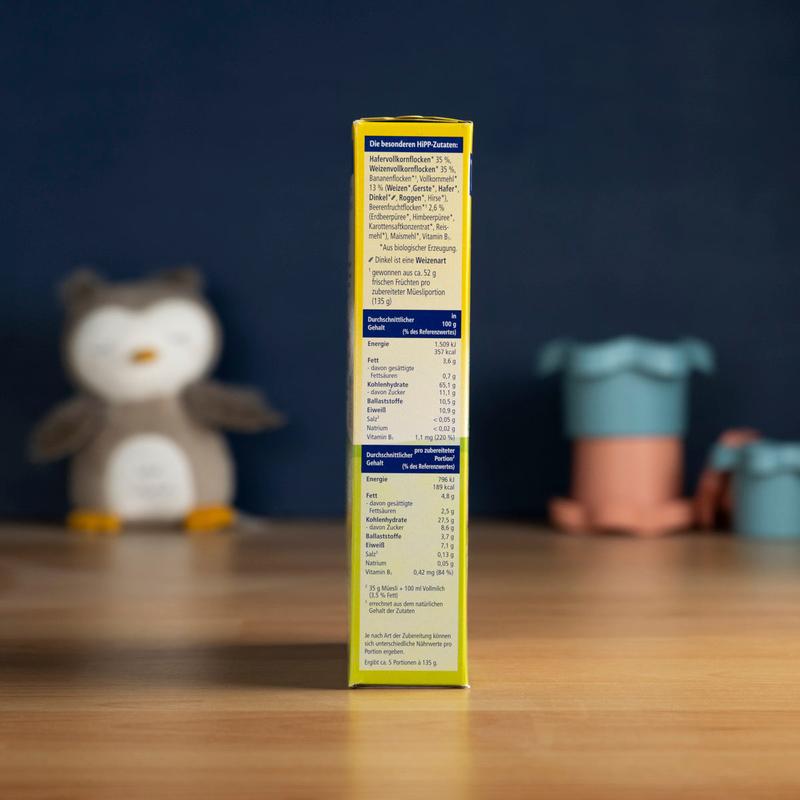 Die besonderen HiPP-Zutaten:
Hafervollkornflocken* 35 %,
Weizenvollkornflocken* 35 %,
Bananenflocken*¹, Vollkornmehl*
13 % (Weizen*, Gerste*, Hafer*,
Dinkel*, Roggen*, Hirse*),
Beerenfruchtflocken*¹ 2,6 %
(Erdbeerpüree*, Himbeerpüree*,
Karottensaftkonzentrat*, Reis-
mehl*), Maismehl*, Vitamin B₁.
*Aus biologischer Erzeugung.
Dinkel ist eine Weizenart
¹ gewonnen aus ca. 52 g
frischen Früchten pro
zubereiteter Müesliportion
(135 g)
Durchschnittlicher Gehalt in 100 g (% des Referenzwertes)
Energie 1.509 kJ
357 kcal
Fett 3,6 g
- davon gesättigte
Fettsäuren 0,7 g
Kohlenhydrate 65,1 g
- davon Zucker 11,1 g
Ballaststoffe 10,5 g
Eiweiß 10,9 g
Salz³ < 0,05 g
Natrium < 0,02 g
Vitamin B₁ 1,1 mg (220 %)
Durchschnittlicher Gehalt pro zubereiteter Portion² (% des Referenzwertes)
Energie 796 kJ
189 kcal
Fett 4,8 g
- davon gesättigte
Fettsäuren 2,5 g
Kohlenhydrate 27,5 g
- davon Zucker 8,6 g
Ballaststoffe 3,7 g
Eiweiß 7,1 g
Salz³ 0,13 g
Natrium 0,05 g
Vitamin B₁ 0,42 mg (84 %)
² 35 g Müesli + 100 ml Vollmilch
(3,5 % Fett)
³ errechnet aus dem natürlichen
Gehalt der Zutaten
Je nach Art der Zubereitung können
sich unterschiedliche Nährwerte pro
Portion ergeben.
Ergibt ca. 5 Portionen à 135 g.